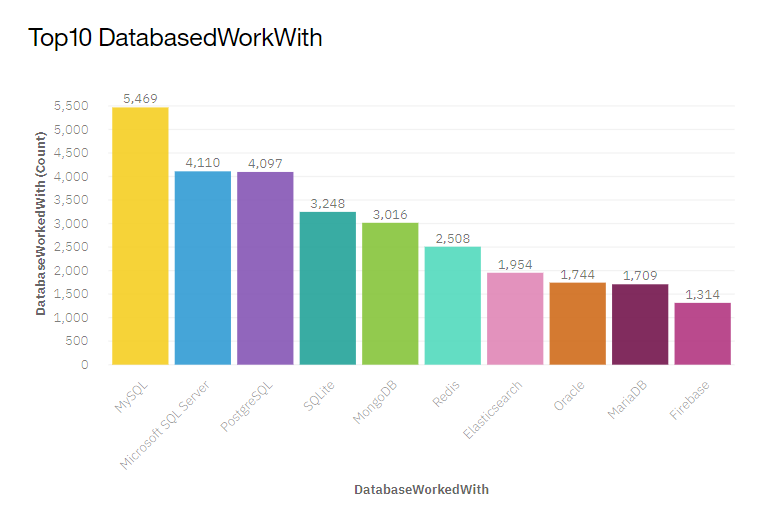 Top10 DatabasedWorkWith
DatabaseWorkedWith (Count)
5,500
5,000
4,500
4,000
3,500
3,000
2,500
2,000
1,500
1,000
500
0
5,469
4,110
4,097
3,248
3,016
2,508
1,954
1,744
1,709
1,314
MySQL
Microsoft SQL Server
PostgreSQL
SQLite
MongoDB
Redis
Elasticsearch
Oracle
MariaDB
Firebase
DatabaseWorkedWith